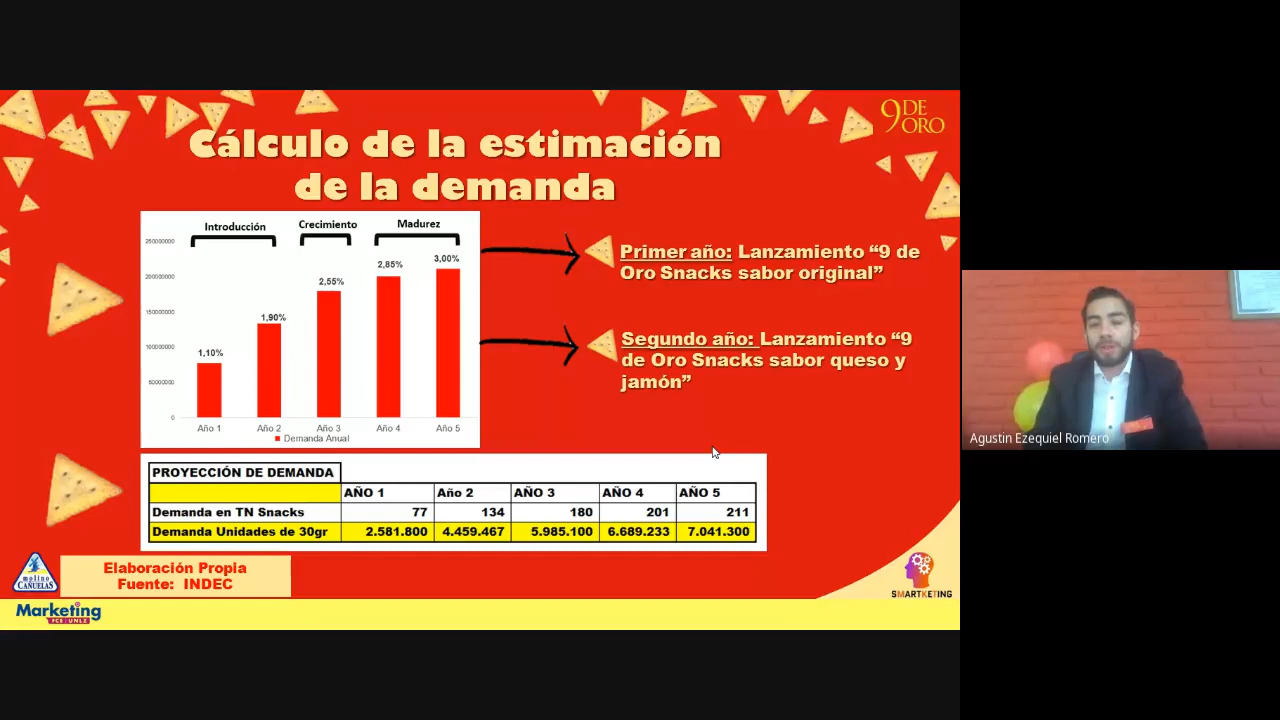 9 DE
ORO
Cálculo de la estimación
de la demanda
Introducción
Crecimiento
Madurez
250000000
200000000
150000000
100000000
50000000
0
1,10%
1,90%
2,55%
2,85%
3,00%
Año 1
Año 2
Año 3
Año 4
Año 5
Demanda Anual
Primer año: Lanzamiento “9 de
Oro Snacks sabor original”
Segundo año: Lanzamiento “9
de Oro Snacks sabor queso y
jamón”
PROYECCIÓN DE DEMANDA
AÑO 1 Año 2 AÑO 3 AÑO 4 AÑO 5
Demanda en TN Snacks 77 134 180 201 211
Demanda Unidades de 30gr 2.581.800 4.459.467 5.985.100 6.689.233 7.041.300
molino
CAÑUELAS
Elaboración Propia
Fuente: INDEC
SMARTKETING
Marketing
FCE UNLZ
Agustin Ezequiel Romero